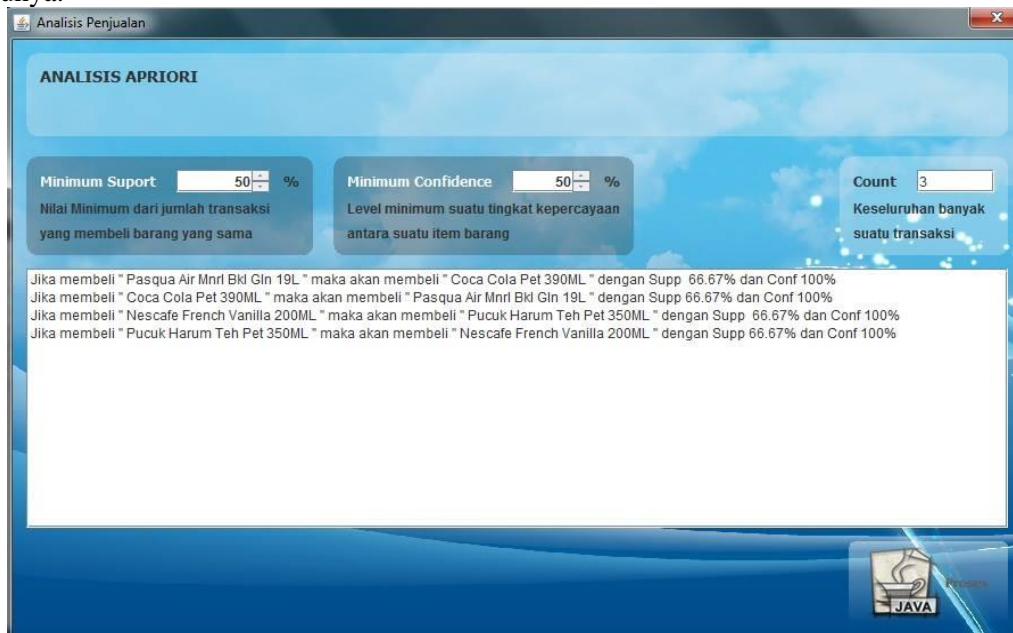 Analisis Penjualan
ANALISIS APRIORI
Minimum Suport 50 %
Nilai Minimum dari jumlah transaksi
yang membeli barang yang sama
Minimum Confidence 50 %
Level minimum suatu tingkat kepercayaan
antara suatu item barang
Count 3
Keseluruhan banyak
suatu transaksi
Jika membeli " Pasqua Air Mnrl Bkl Gln 19L " maka akan membeli " Coca Cola Pet 390ML " dengan Supp 66.67% dan Conf 100%
Jika membeli " Coca Cola Pet 390ML " maka akan membeli " Pasqua Air Mnrl Bkl Gln 19L " dengan Supp 66.67% dan Conf 100%
Jika membeli " Nescafe French Vanilla 200ML " maka akan membeli " Pucuk Harum Teh Pet 350ML " dengan Supp 66.67% dan Conf 100%
Jika membeli " Pucuk Harum Teh Pet 350ML " maka akan membeli " Nescafe French Vanilla 200ML " dengan Supp 66.67% dan Conf 100%
JAVA
Proses